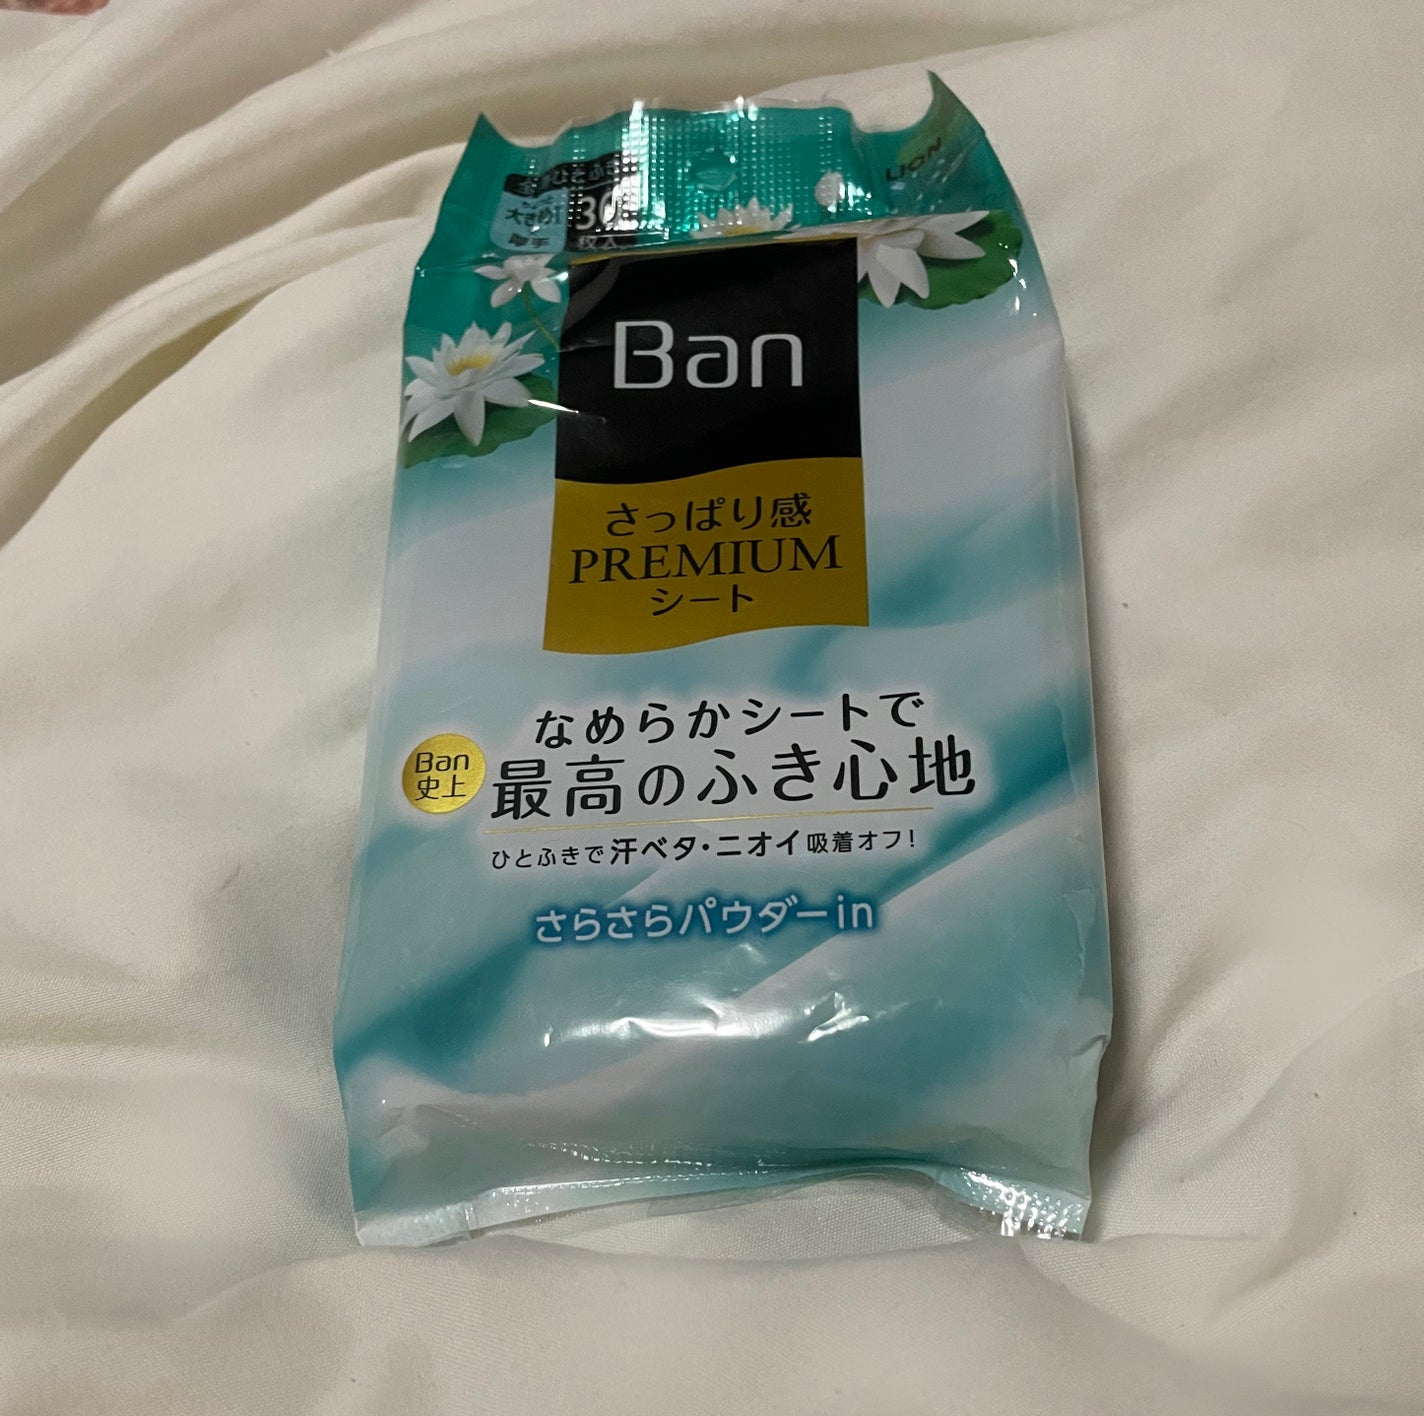 LION
大きめ!
厚手
30
枚入
Ban
さっぱり感
PREMIUM
シート
なめらかシートで
Ban
史上
最高のふき心地
ひとふきで汗ベタ・ニオイ吸着オフ!
さらさらパウダーin